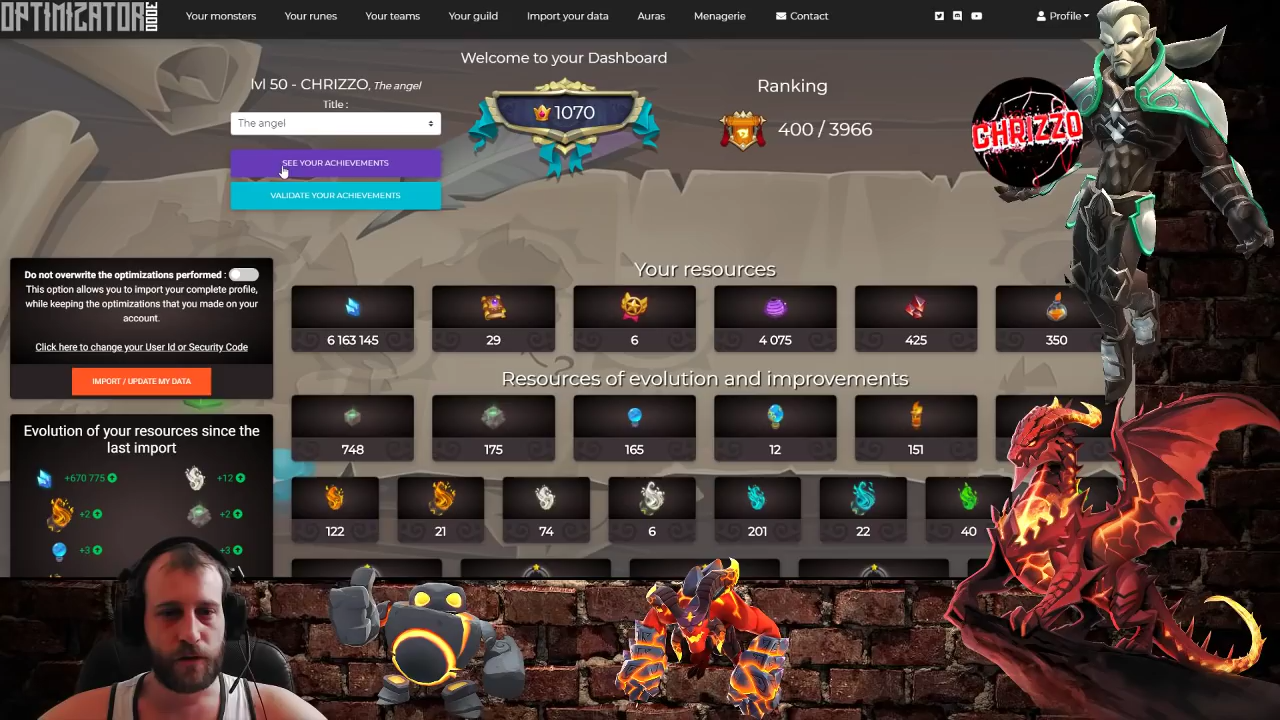 OPTIMIZATOR 3000
Your monsters
Your runes
Your teams
Your guild
Import your data
Auras
Menagerie
Contact
Profile
Welcome to your Dashboard
lvl 50 - CHRIZZO, The angel
Title :
The angel
SEE YOUR ACHIEVEMENTS
VALIDATE YOUR ACHIEVEMENTS
1070
Ranking
400 / 3966
CHRIZZO
Do not overwrite the optimizations performed :
This option allows you to import your complete profile,
while keeping the optimizations that you made on your
account.
Click here to change your User Id or Security Code
IMPORT / UPDATE MY DATA
Evolution of your resources since the
last import
+670 775
+12
+2
+2
+3
+3
Your resources
6 163 145
29
6
4 075
425
350
Resources of evolution and improvements
748
175
165
12
151
122
21
74
6
201
22
40